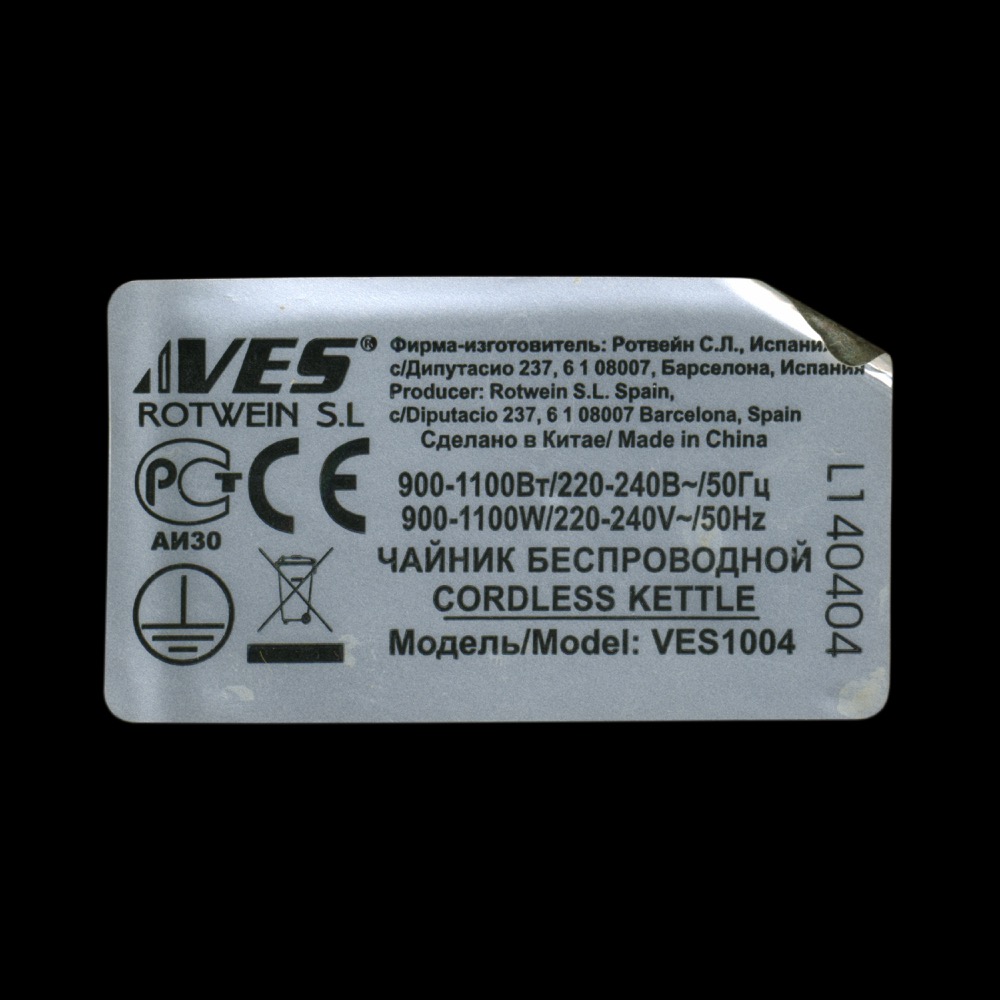 VES®
ROTWEIN S.L
Фирма-изготовитель: Ротвейн С.Л., Испания,
с/Дипутасио 237, 6 1 08007, Барселона, Испания
Producer: Rotwein S.L. Spain,
c/Diputacio 237, 6 1 08007 Barcelona, Spain
Сделано в Китае/ Made in China
РСТ
CE
АИ30
900-1100Вт/220-240В~/50Гц
900-1100W/220-240V~/50Hz
ЧАЙНИК БЕСПРОВОДНОЙ
CORDLESS KETTLE
Модель/Model: VES1004
L140404